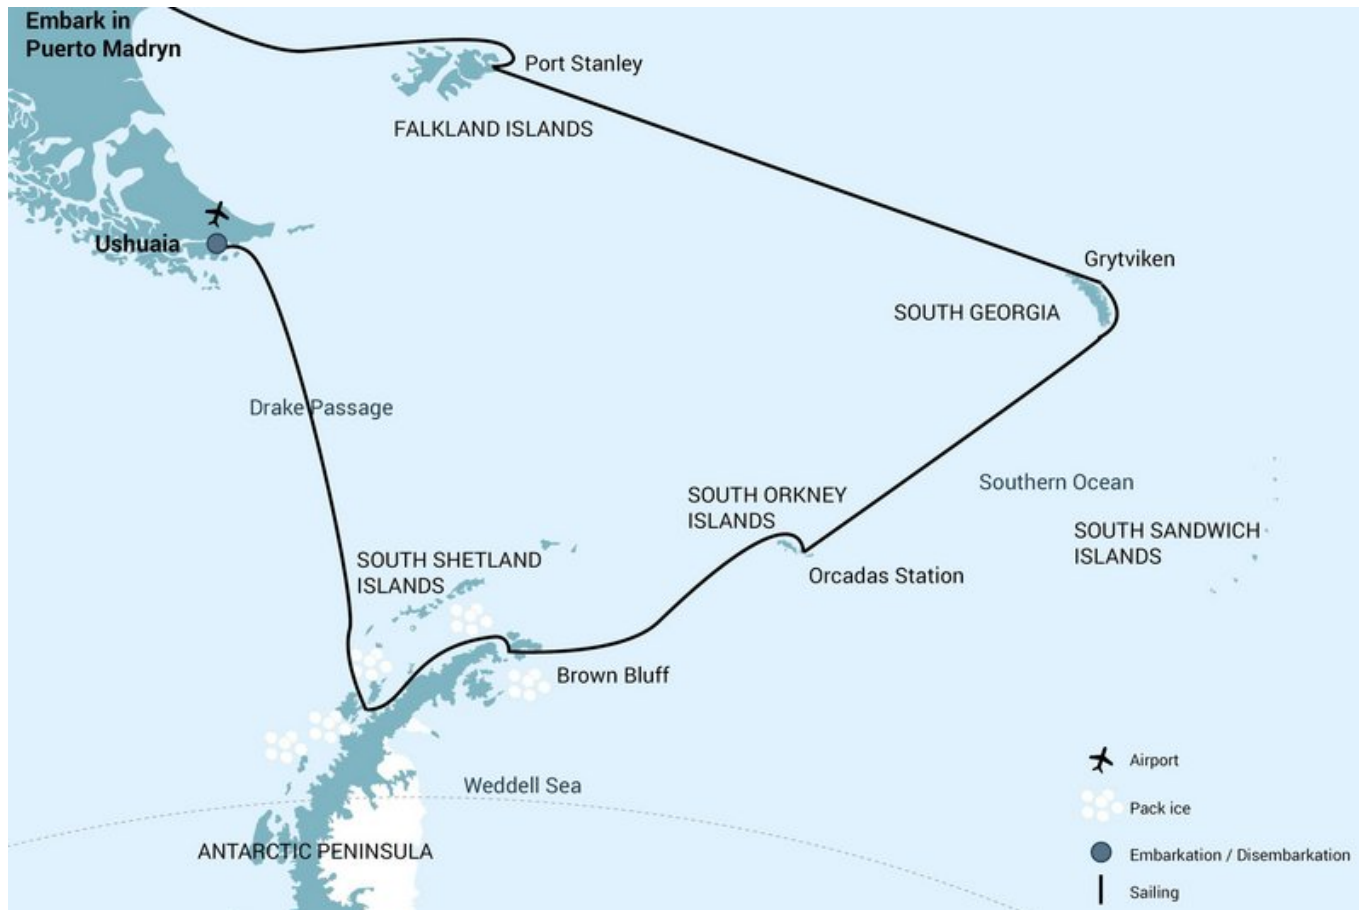 Embark in
Puerto Madryn
Port Stanley
FALKLAND ISLANDS
Ushuaia
Grytviken
SOUTH GEORGIA
Drake Passage
Southern Ocean
SOUTH ORKNEY
ISLANDS
SOUTH SANDWICH
ISLANDS
SOUTH SHETLAND
ISLANDS
Orcadas Station
Brown Bluff
Weddell Sea
ANTARCTIC PENINSULA
Airport
Pack ice
Embarkation / Disembarkation
Sailing